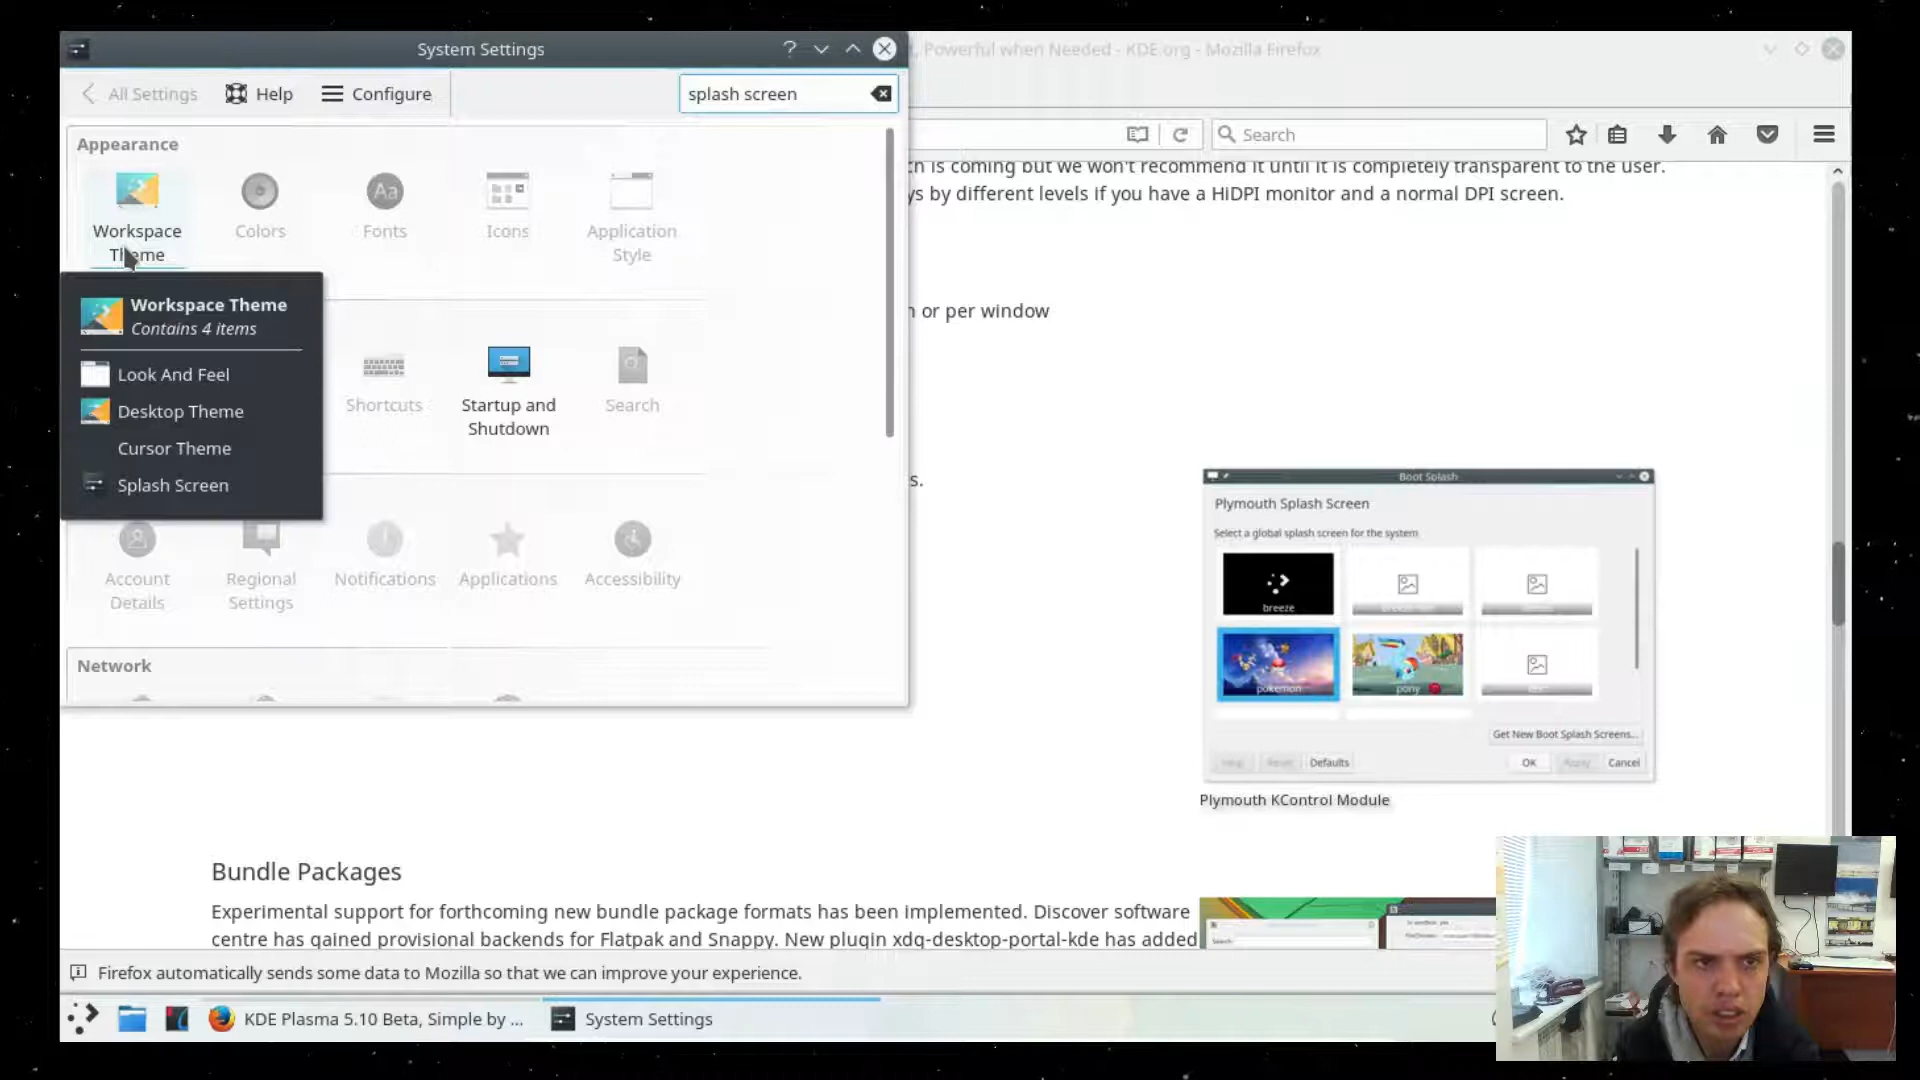 System Settings
?
, Powerful when Needed - KDE.org - Mozilla Firefox
All Settings
Help
Configure
splash screen
Search
Appearance
Workspace
Theme
Colors
Fonts
Icons
Application
Style
Aa
ch is coming but we won't recommend it until it is completely transparent to the user.
ys by different levels if you have a HiDPI monitor and a normal DPI screen.
Workspace Theme
Contains 4 items
n or per window
Look And Feel
Desktop Theme
Cursor Theme
Splash Screen
Shortcuts
Startup and
Shutdown
Search
s.
Boot Splash
Plymouth Splash Screen
Select a global splash screen for the system
breeze
pokemon
pony
Get New Boot Splash Screens...
Defaults
OK
Apply
Cancel
Plymouth KControl Module
Account
Details
Regional
Settings
Notifications
Applications
Accessibility
Network
Bundle Packages
Experimental support for forthcoming new bundle package formats has been implemented. Discover software
centre has gained provisional backends for Flatpak and Snappy. New plugin xdg-desktop-portal-kde has added
Search:
Firefox automatically sends some data to Mozilla so that we can improve your experience.
KDE Plasma 5.10 Beta, Simple by ...
System Settings